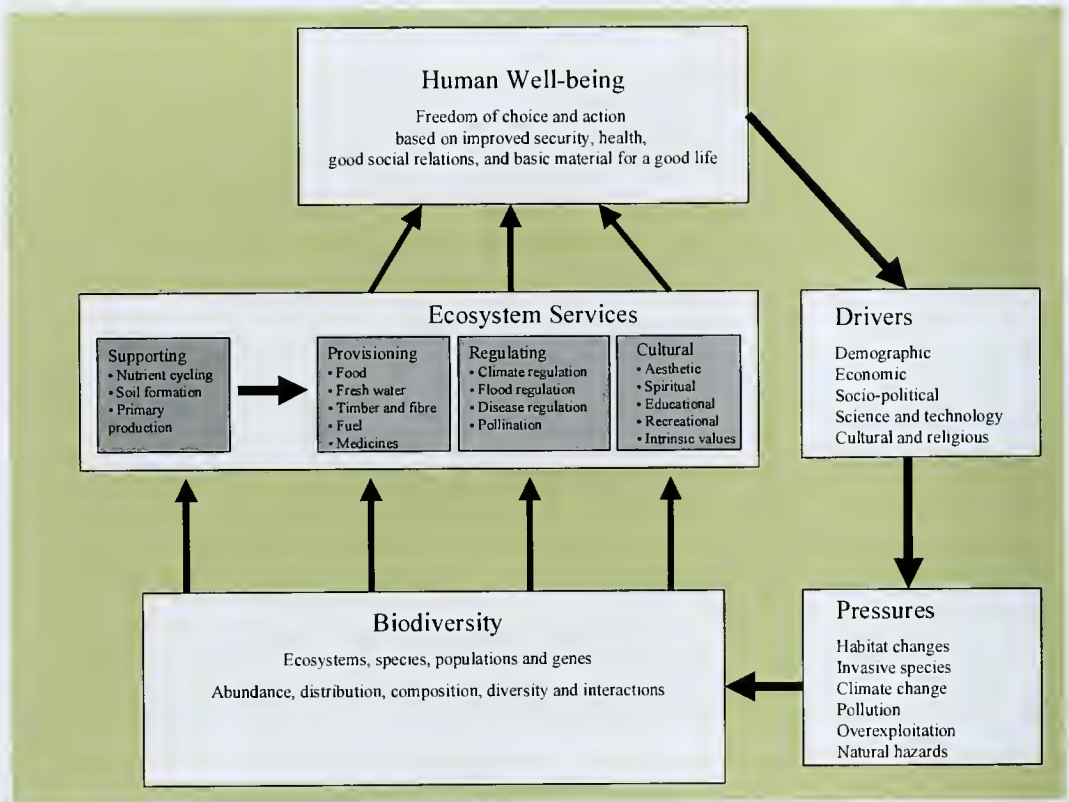 Human Well-being
Freedom of choice and action
based on improved security, health,
good social relations, and basic material for a good life
Ecosystem Services
Supporting
• Nutrient cycling
• Soil formation
• Primary
production
Provisioning
• Food
• Fresh water
• Timber and fibre
• Fuel
• Medicines
Regulating
• Climate regulation
• Flood regulation
• Disease regulation
• Pollination
Cultural
• Aesthetic
• Spiritual
• Educational
• Recreational
• Intrinsic values
Drivers
Demographic
Economic
Socio-political
Science and technology
Cultural and religious
Biodiversity
Ecosystems, species, populations and genes
Abundance, distribution, composition, diversity and interactions
Pressures
Habitat changes
Invasive species
Climate change
Pollution
Overexploitation
Natural hazards